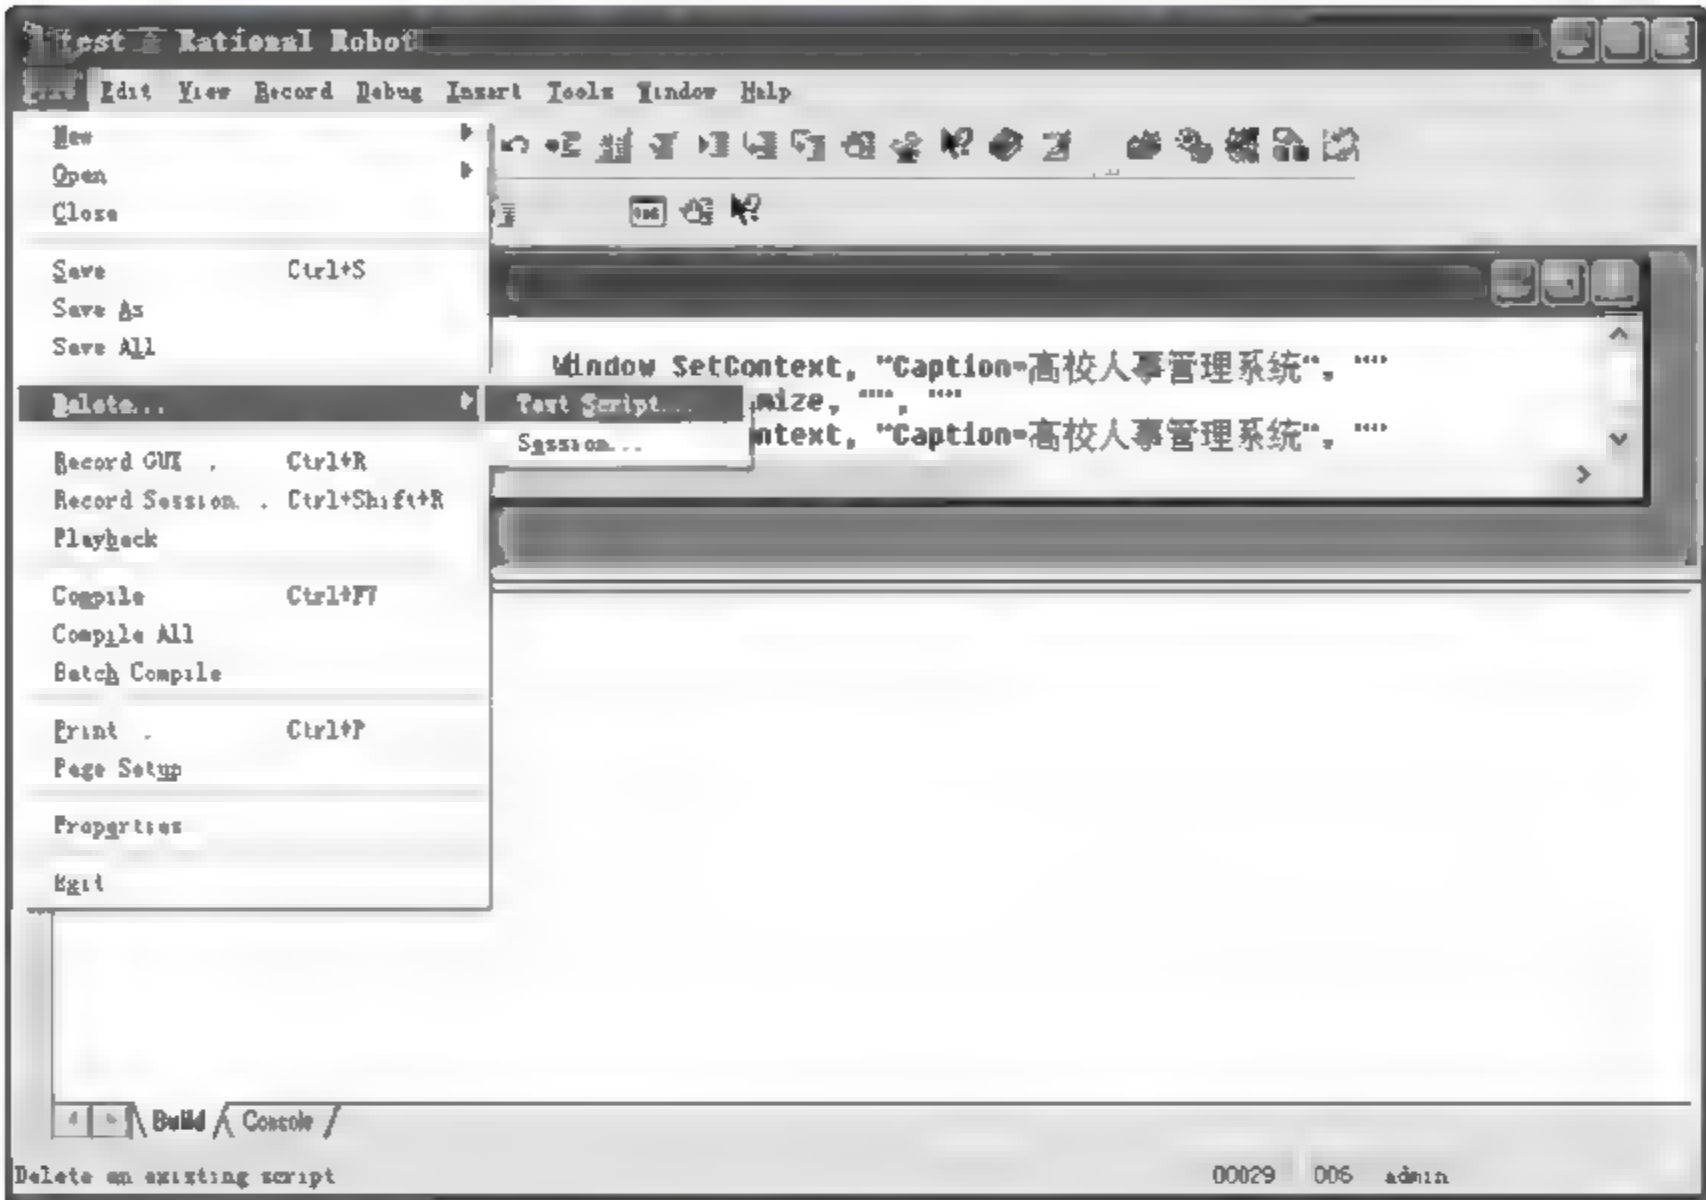 test Rational Robot
Edit View Record Debug Insert Tools Window Help
New
Open
Close
Save Ctrl+S
Save As
Save All
Delete...
Test Script...
Session...
Record GUI . Ctrl+R
Record Session. . Ctrl+Shift+R
Playback
Compile Ctrl+F7
Compile All
Batch Compile
Print . Ctrl+P
Page Setup
Properties
Exit
Window SetContext, "Caption=高校人事管理系统", ""
mize, "", ""
ntext, "Caption=高校人事管理系统", ""
Build Console
Delete an existing script
00029 006 admin